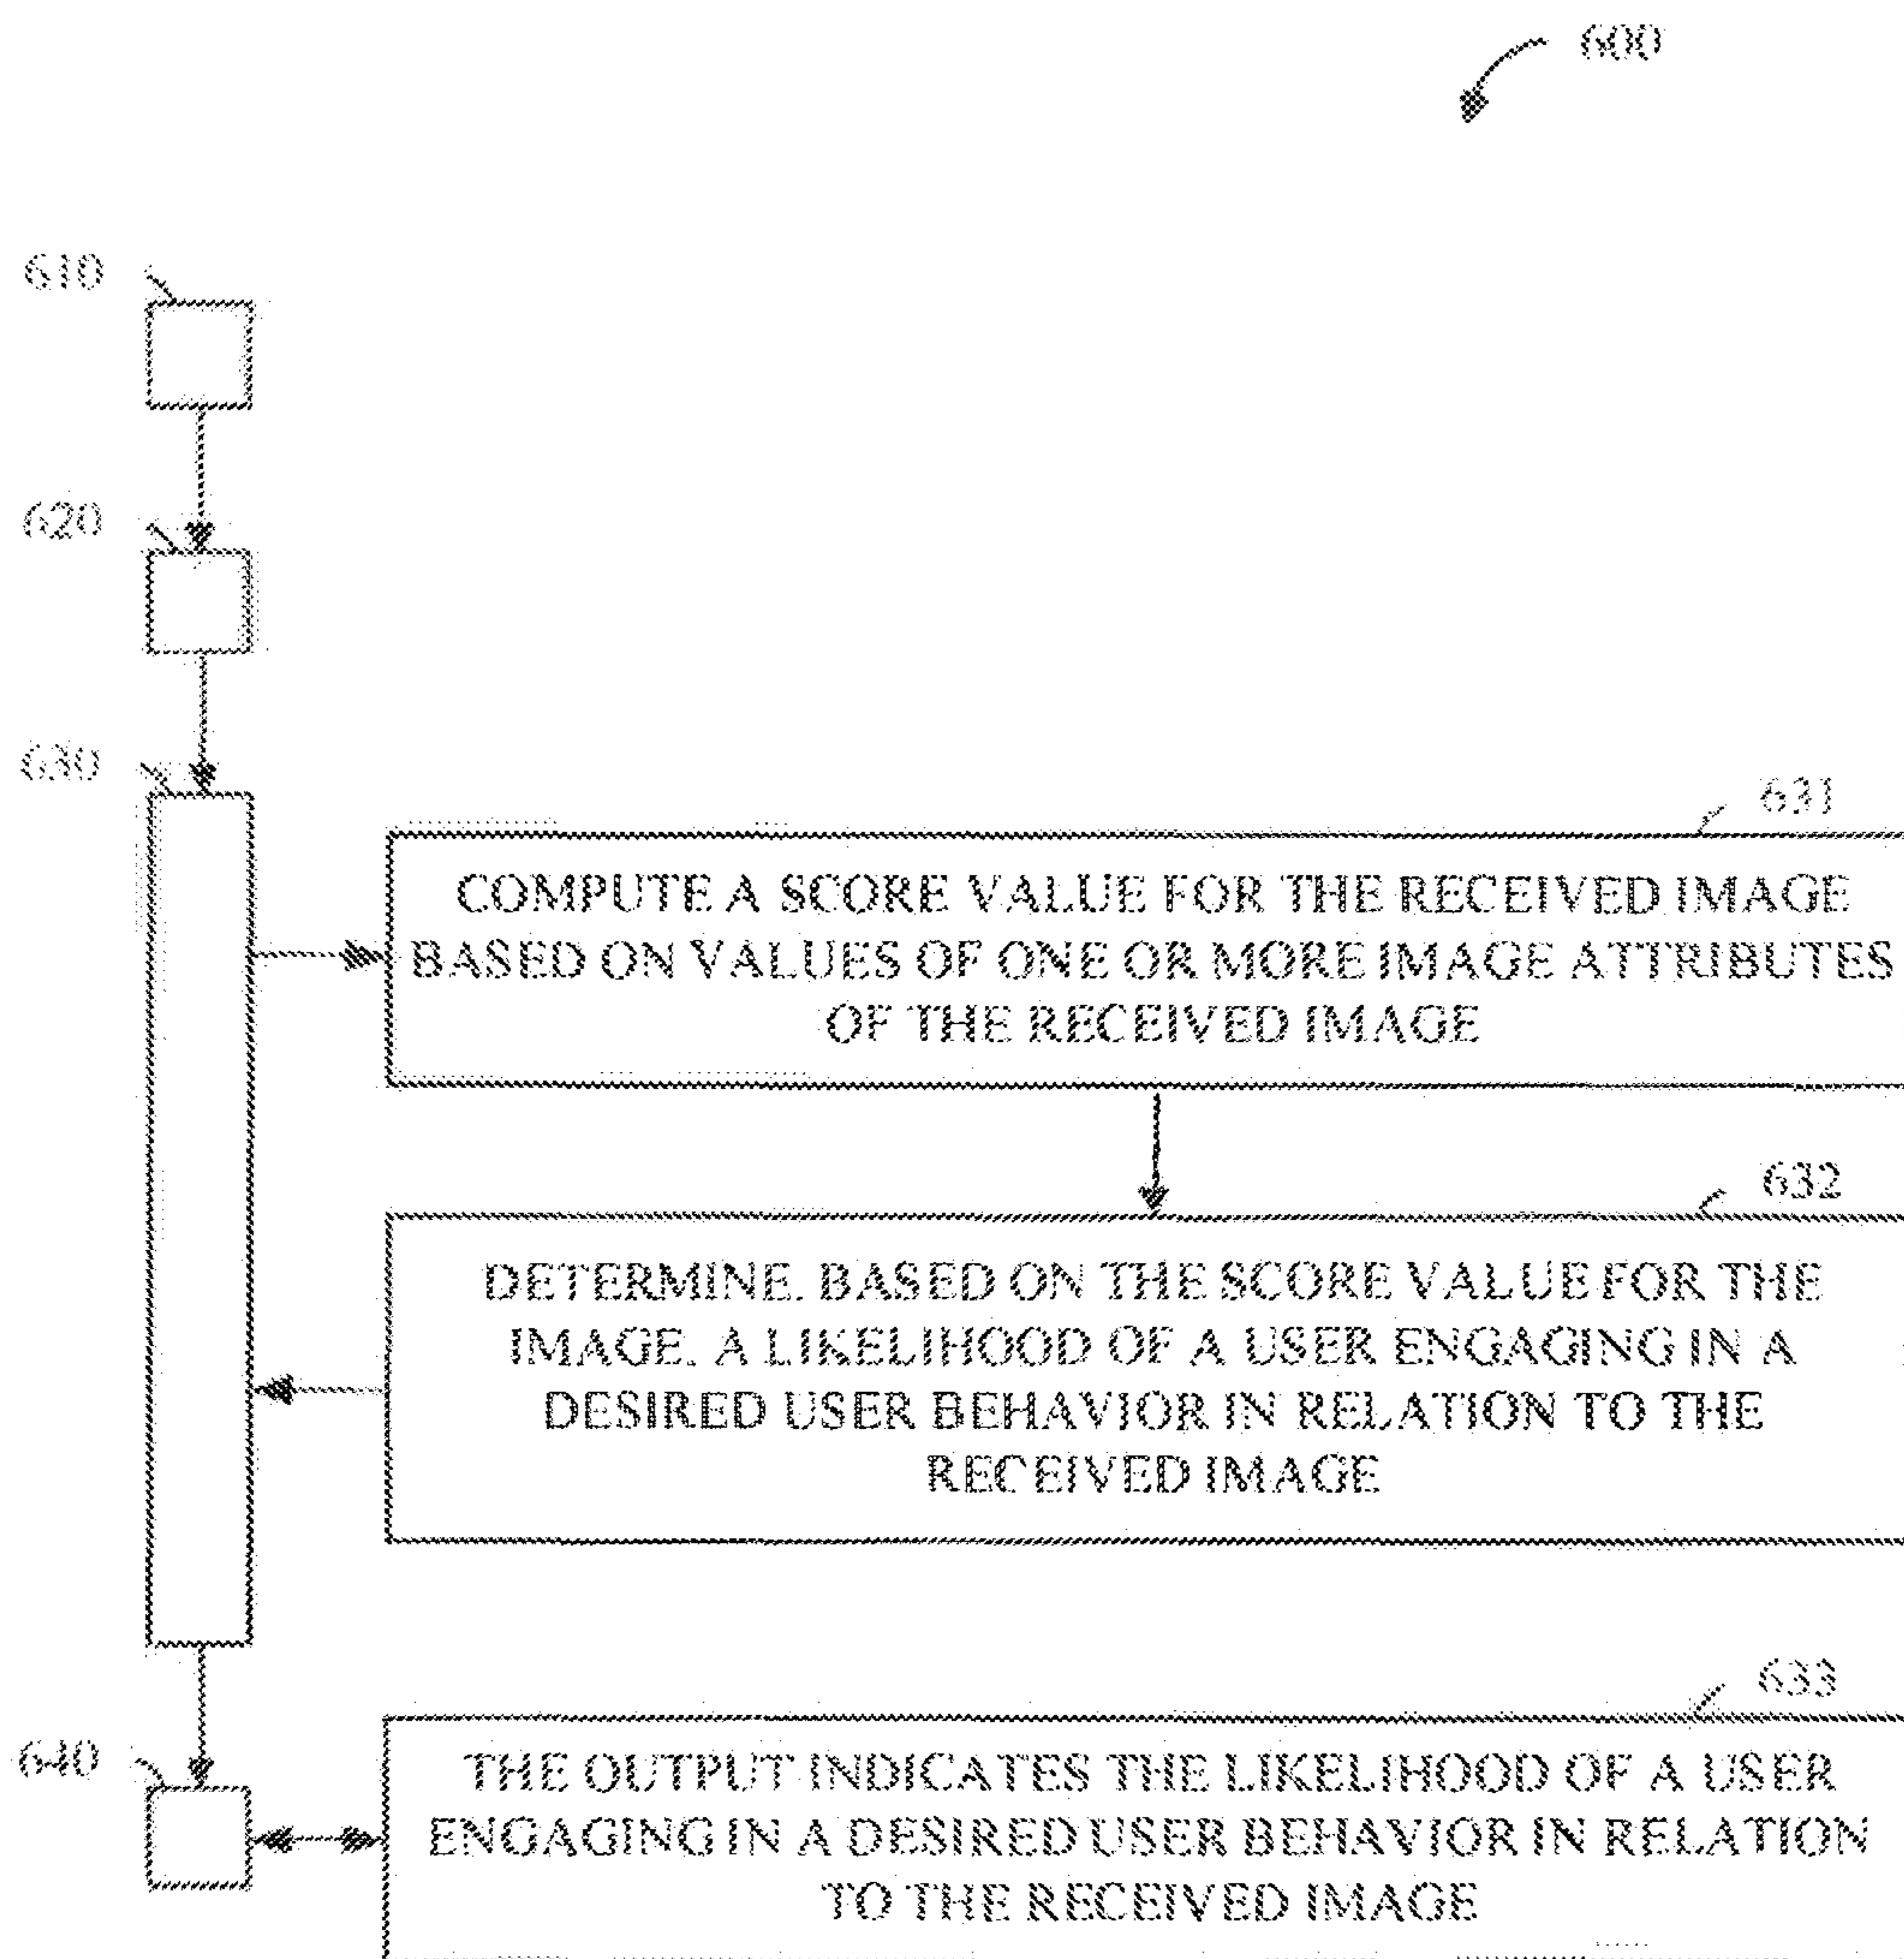 600
610
620
630
631
COMPUTE A SCORE VALUE FOR THE RECEIVED IMAGE
BASED ON VALUES OF ONE OR MORE IMAGE ATTRIBUTES
OF THE RECEIVED IMAGE
632
DETERMINE, BASED ON THE SCORE VALUE FOR THE
IMAGE, A LIKELIHOOD OF A USER ENGAGING IN A
DESIRED USER BEHAVIOR IN RELATION TO THE
RECEIVED IMAGE
633
640
THE OUTPUT INDICATES THE LIKELIHOOD OF A USER
ENGAGING IN A DESIRED USER BEHAVIOR IN RELATION
TO THE RECEIVED IMAGE